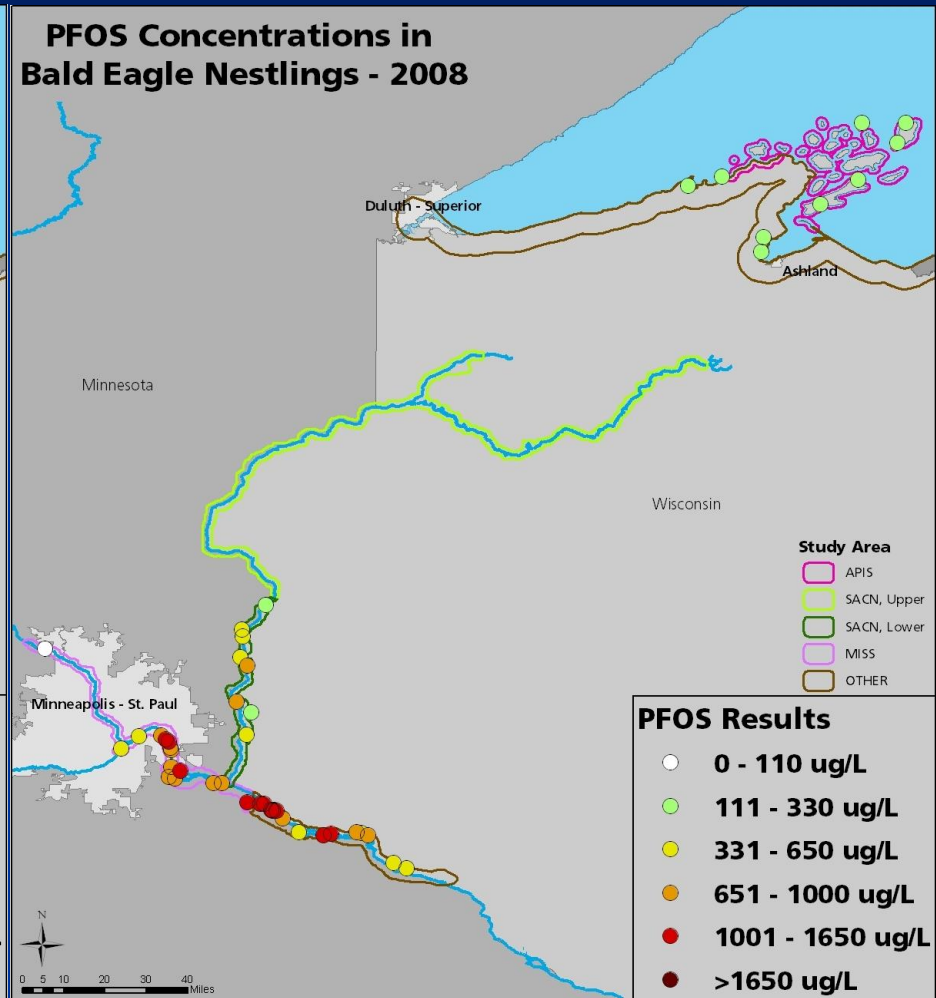 PFOS Concentrations in
Bald Eagle Nestlings - 2008
Duluth - Superior
Ashland
Minnesota
Wisconsin
Study Area
APIS
SACN, Upper
SACN, Lower
MISS
OTHER
Minneapolis - St. Paul
PFOS Results
0 - 110 ug/L
111 - 330 ug/L
331 - 650 ug/L
651 - 1000 ug/L
1001 - 1650 ug/L
>1650 ug/L
N
0 5 10 20 30 40
Miles